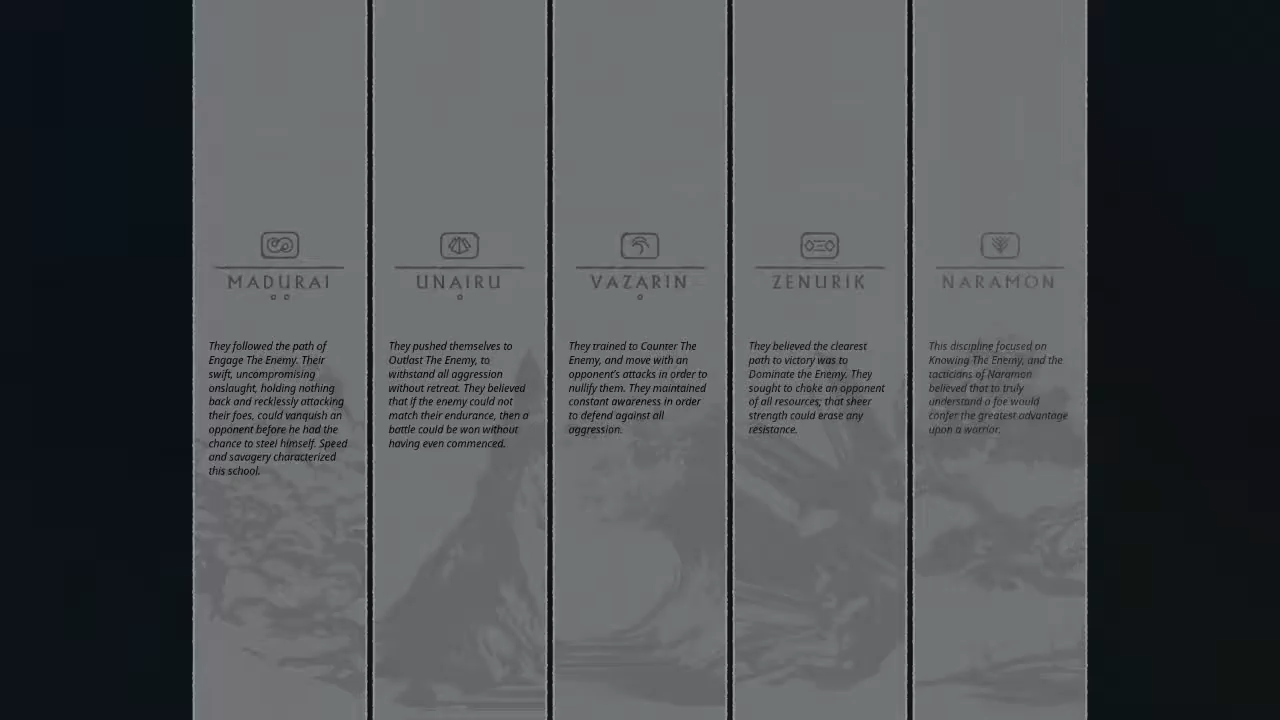 MADURAI
They followed the path of
Engage The Enemy. Their
swift, uncompromising
onslaught, holding nothing
back and recklessly attacking
their foes, could vanquish an
opponent before he had the
chance to steel himself. Speed
and savagery characterized
this school.
UNAIRU
They pushed themselves to
Outlast The Enemy, to
withstand all aggression
without retreat. They believed
that if the enemy could not
match their endurance, then a
battle could be won without
having even commenced.
VAZARIN
They trained to Counter The
Enemy, and move with an
opponent's attacks in order to
nullify them. They maintained
constant awareness in order
to defend against all
aggression.
ZENURIK
They believed the clearest
path to victory was to
Dominate the Enemy. They
sought to choke an opponent
of all resources; that sheer
strength could erase any
resistance.
NARAMON
This discipline focused on
Knowing The Enemy, and the
tacticians of Naramon
believed that to truly
understand a foe would
confer the greatest advantage
upon a warrior.